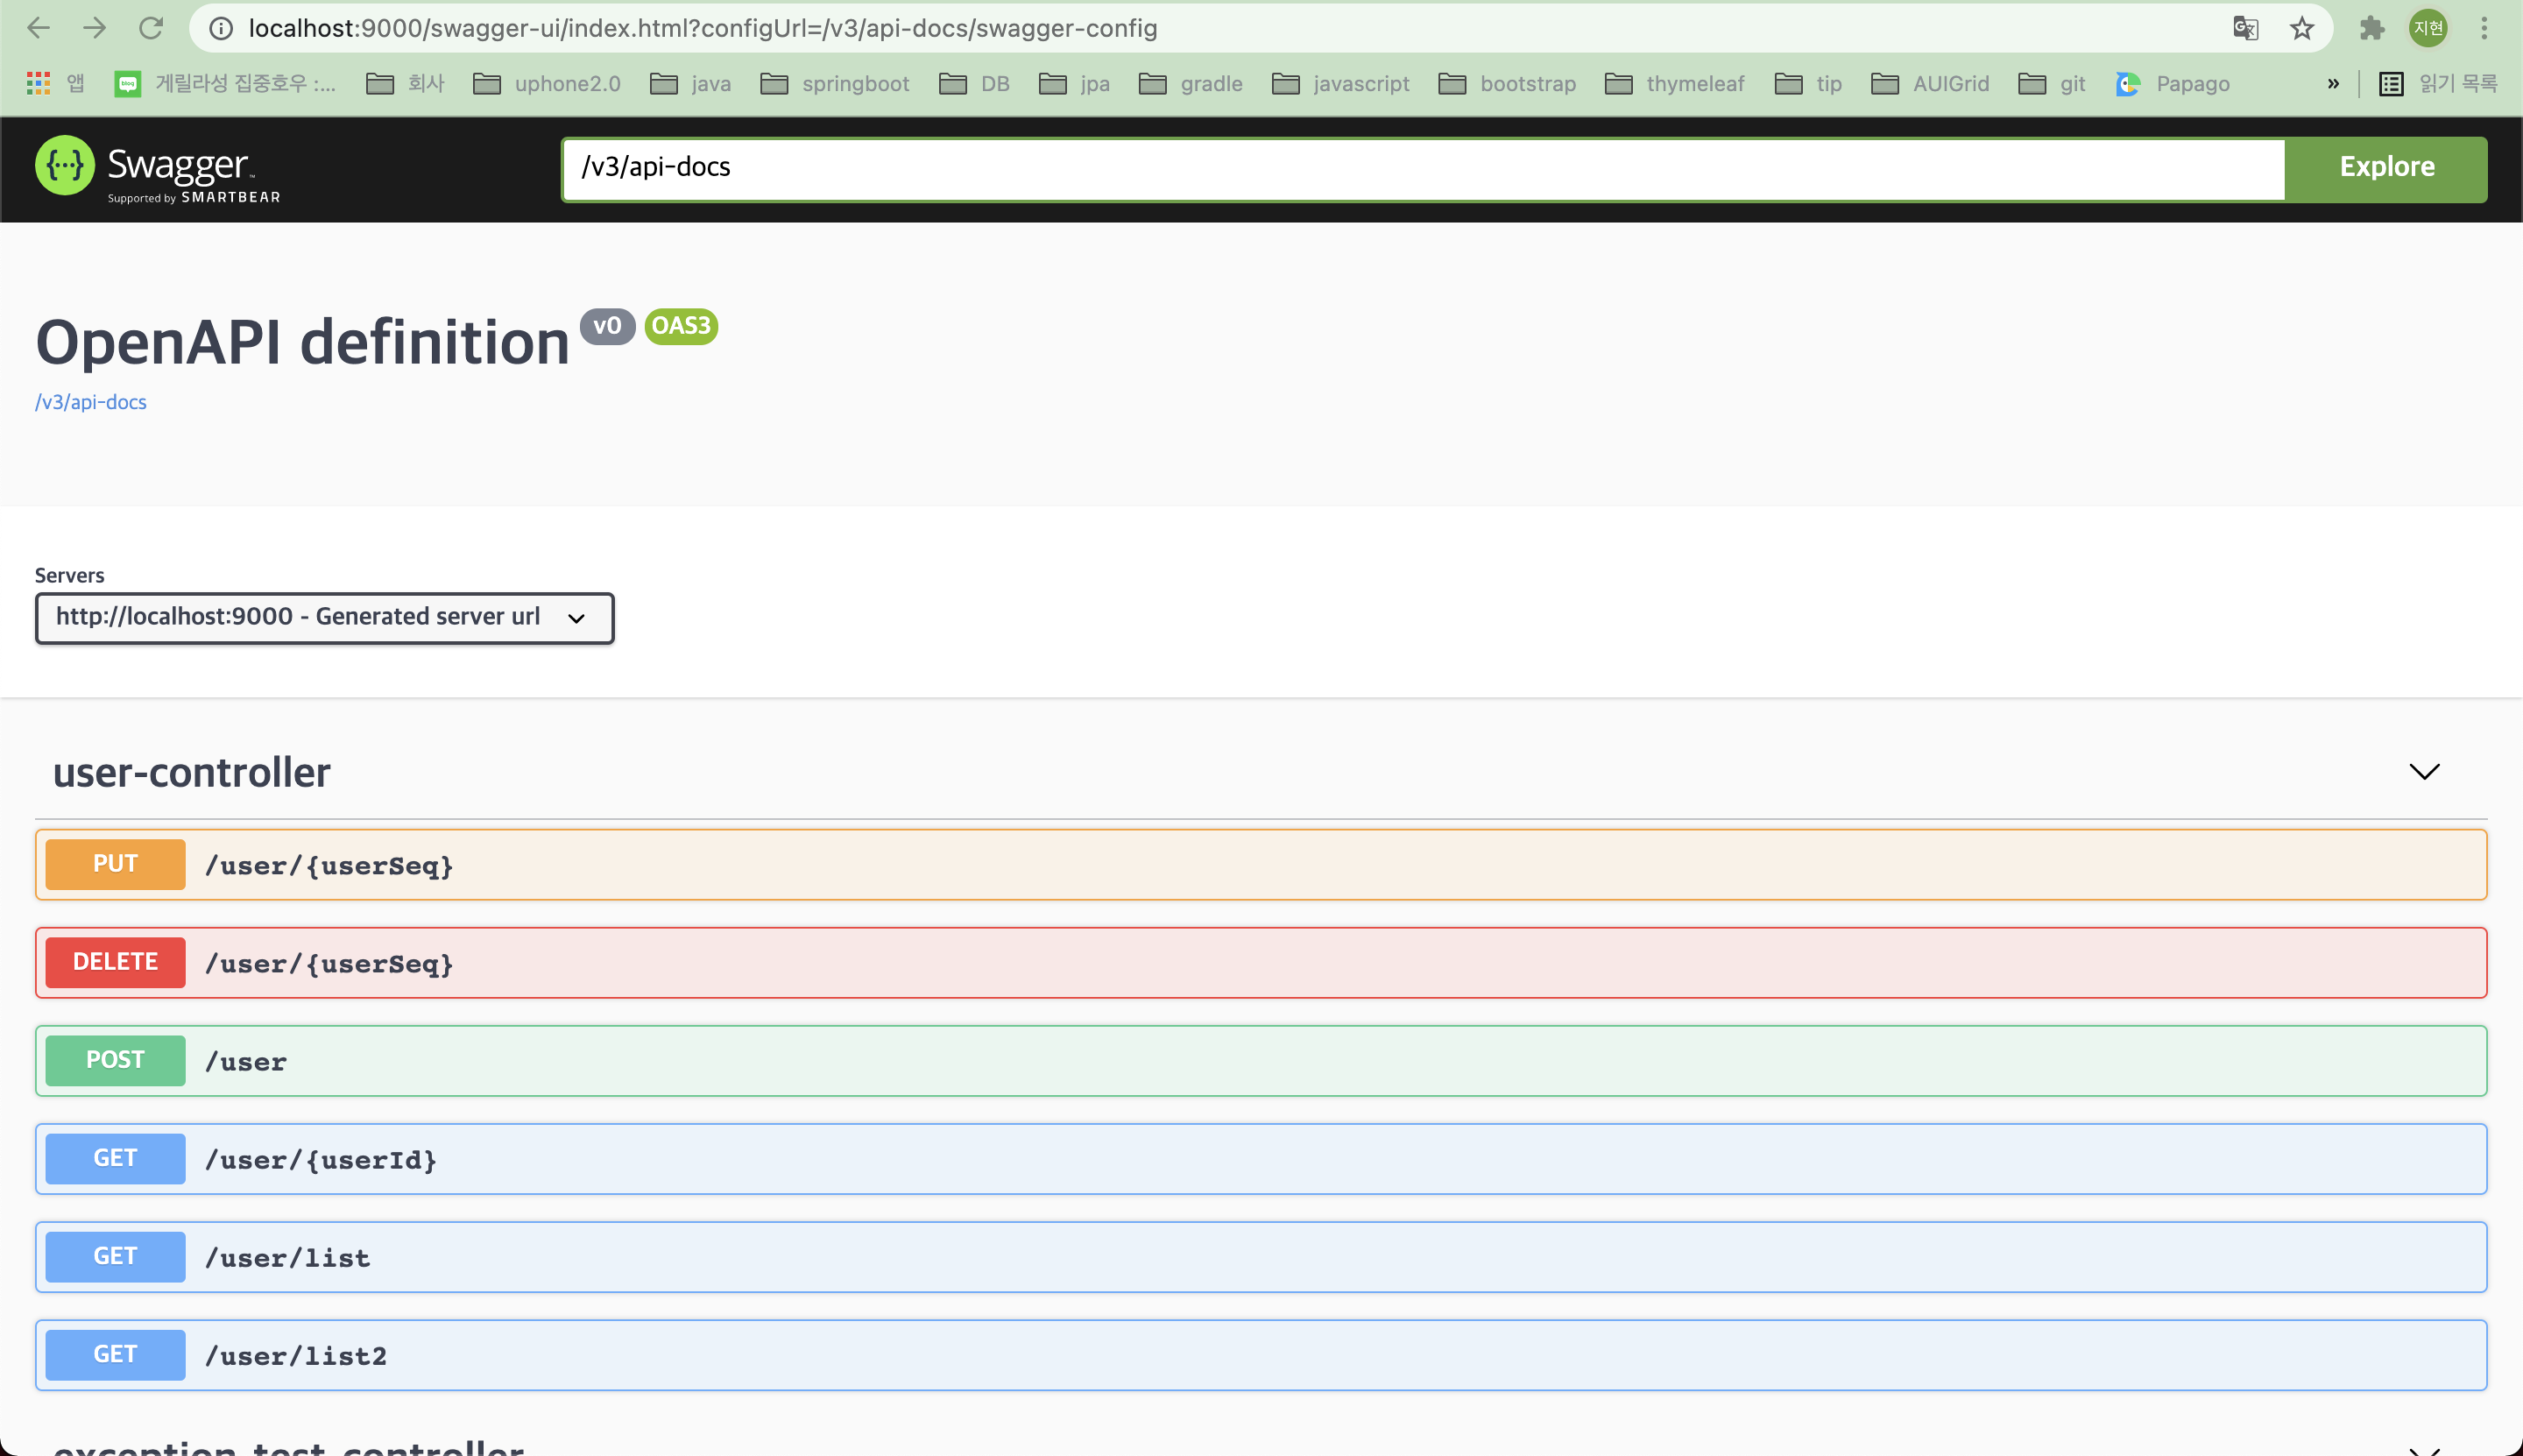 localhost:9000/swagger-ui/index.html?configUrl=/v3/api-docs/swagger-config
지현
앱 게릴라성 집중호우 :... 회사 uphone2.0 java springboot DB jpa gradle javascript bootstrap thymeleaf tip AUIGrid git Papago » 읽기 목록
{···} Swagger™
Supported by SMARTBEAR
/v3/api-docs
Explore
OpenAPI definition v0 OAS3
/v3/api-docs
Servers
http://localhost:9000 - Generated server url
user-controller
PUT /user/{userSeq}
DELETE /user/{userSeq}
POST /user
GET /user/{userId}
GET /user/list
GET /user/list2
exception-test-controller